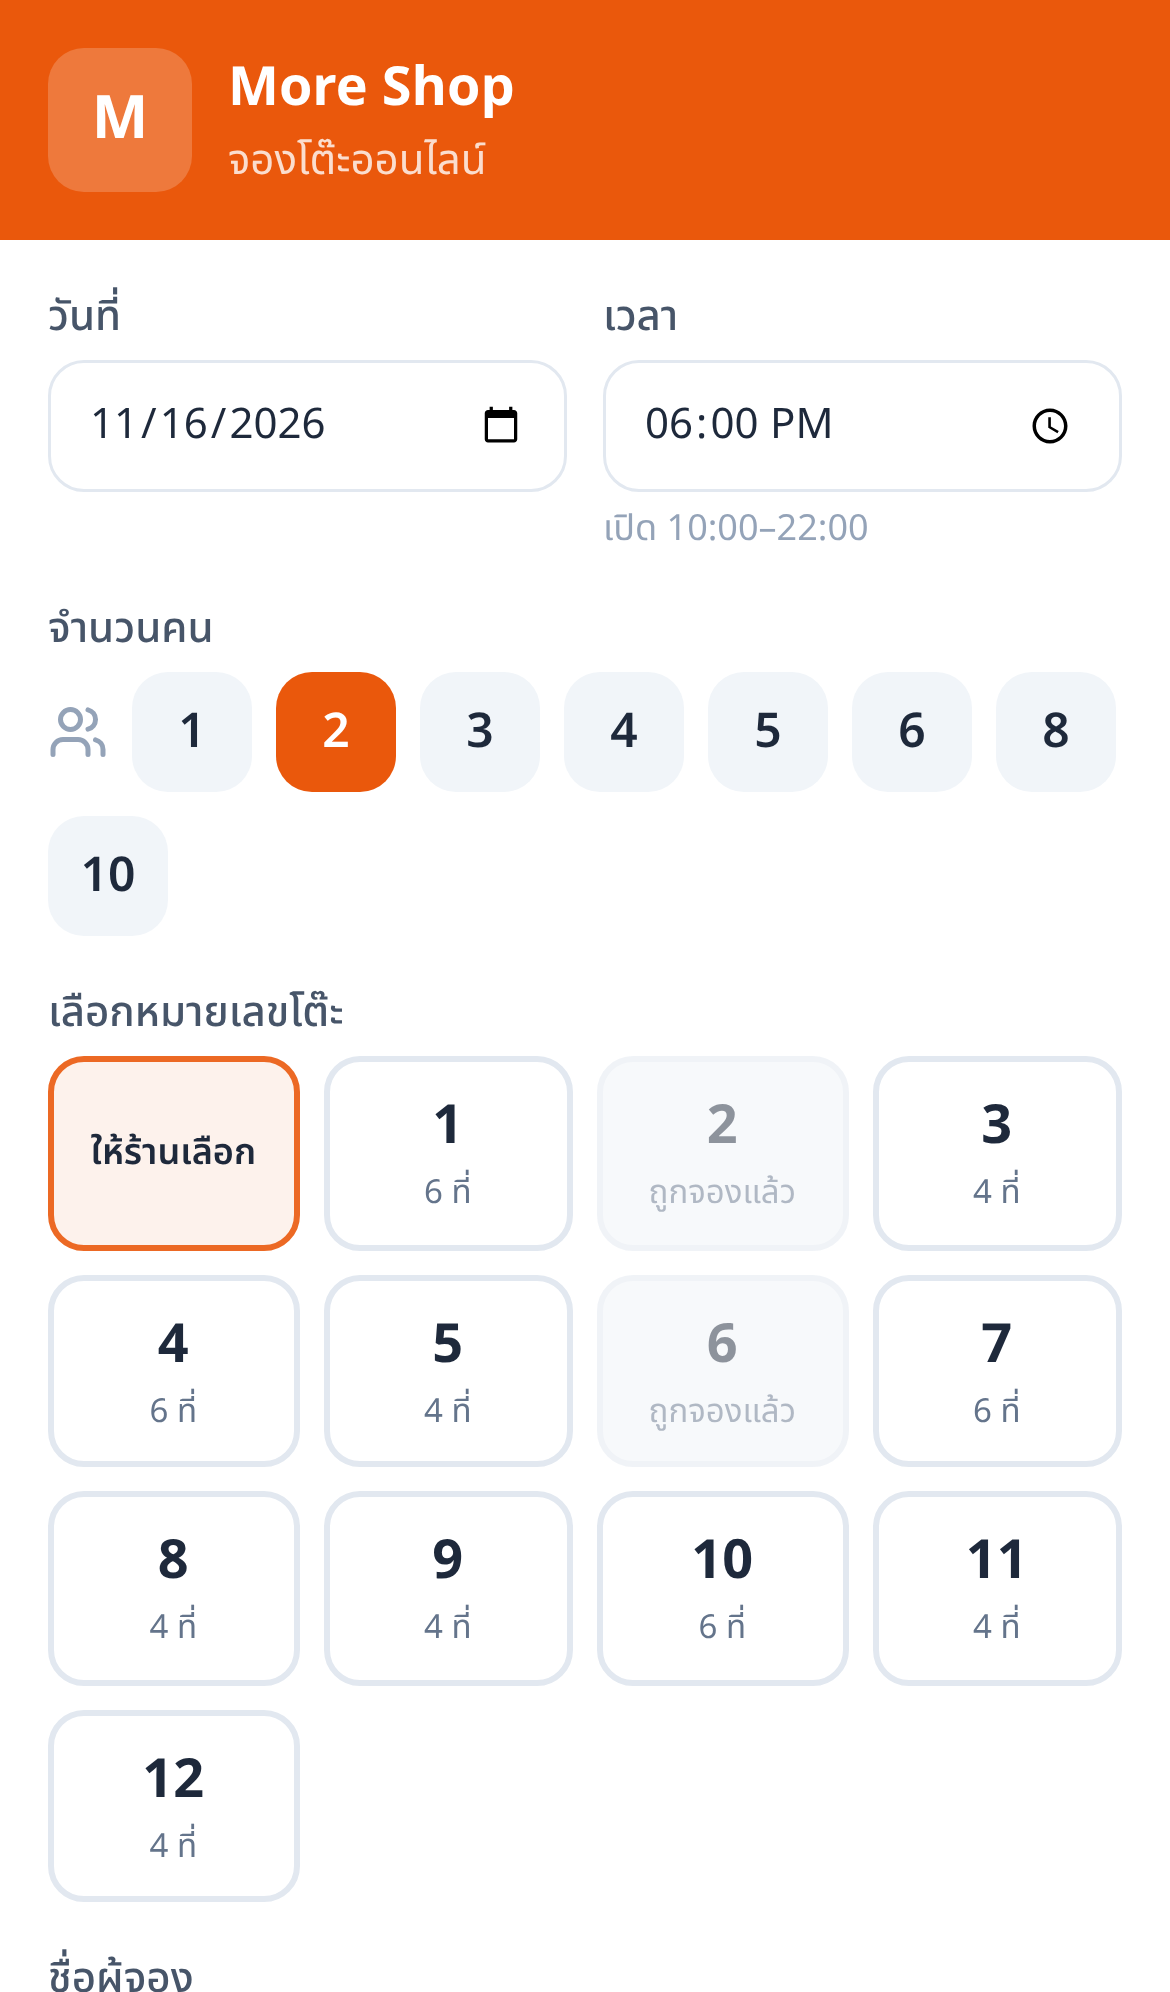 M
More Shop
จองโต๊ะออนไลน์
วันที่
เวลา
11/16/2026
06:00 PM
เปิด 10:00–22:00
จำนวนคน
1 2 3 4 5 6 8
10
เลือกหมายเลขโต๊ะ
ให้ร้านเลือก
1
6 ที่
2
ถูกจองแล้ว
3
4 ที่
4
6 ที่
5
4 ที่
6
ถูกจองแล้ว
7
6 ที่
8
4 ที่
9
4 ที่
10
6 ที่
11
4 ที่
12
4 ที่
ชื่อผู้จอง